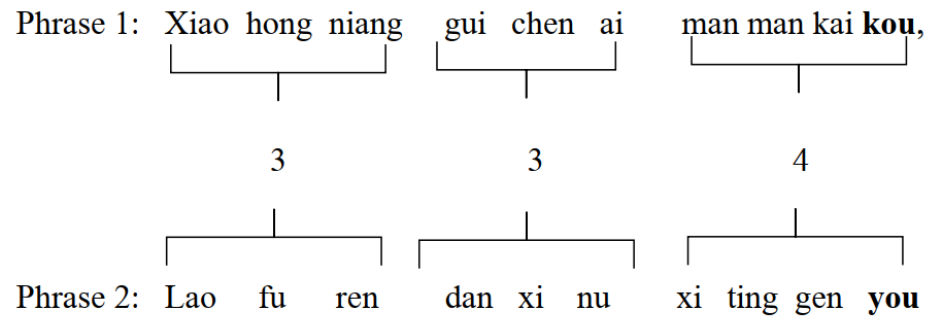 Phrase 1: Xiao hong niang gui chen ai man man kai kou,
3 3 4
Phrase 2: Lao fu ren dan xi nu xi ting gen you